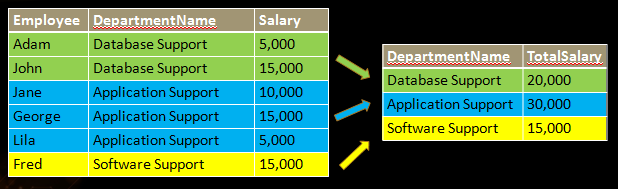 Employee DepartmentName Salary
Adam Database Support 5,000
John Database Support 15,000
Jane Application Support 10,000
George Application Support 15,000
Lila Application Support 5,000
Fred Software Support 15,000
DepartmentName TotalSalary
Database Support 20,000
Application Support 30,000
Software Support 15,000